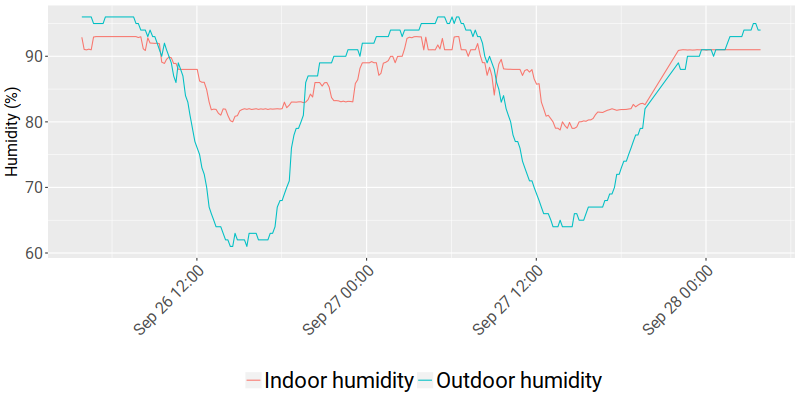 Humidity (%)
90
80
70
60
Sep 26 12:00
Sep 27 00:00
Sep 27 12:00
Sep 28 00:00
Indoor humidity
Outdoor humidity